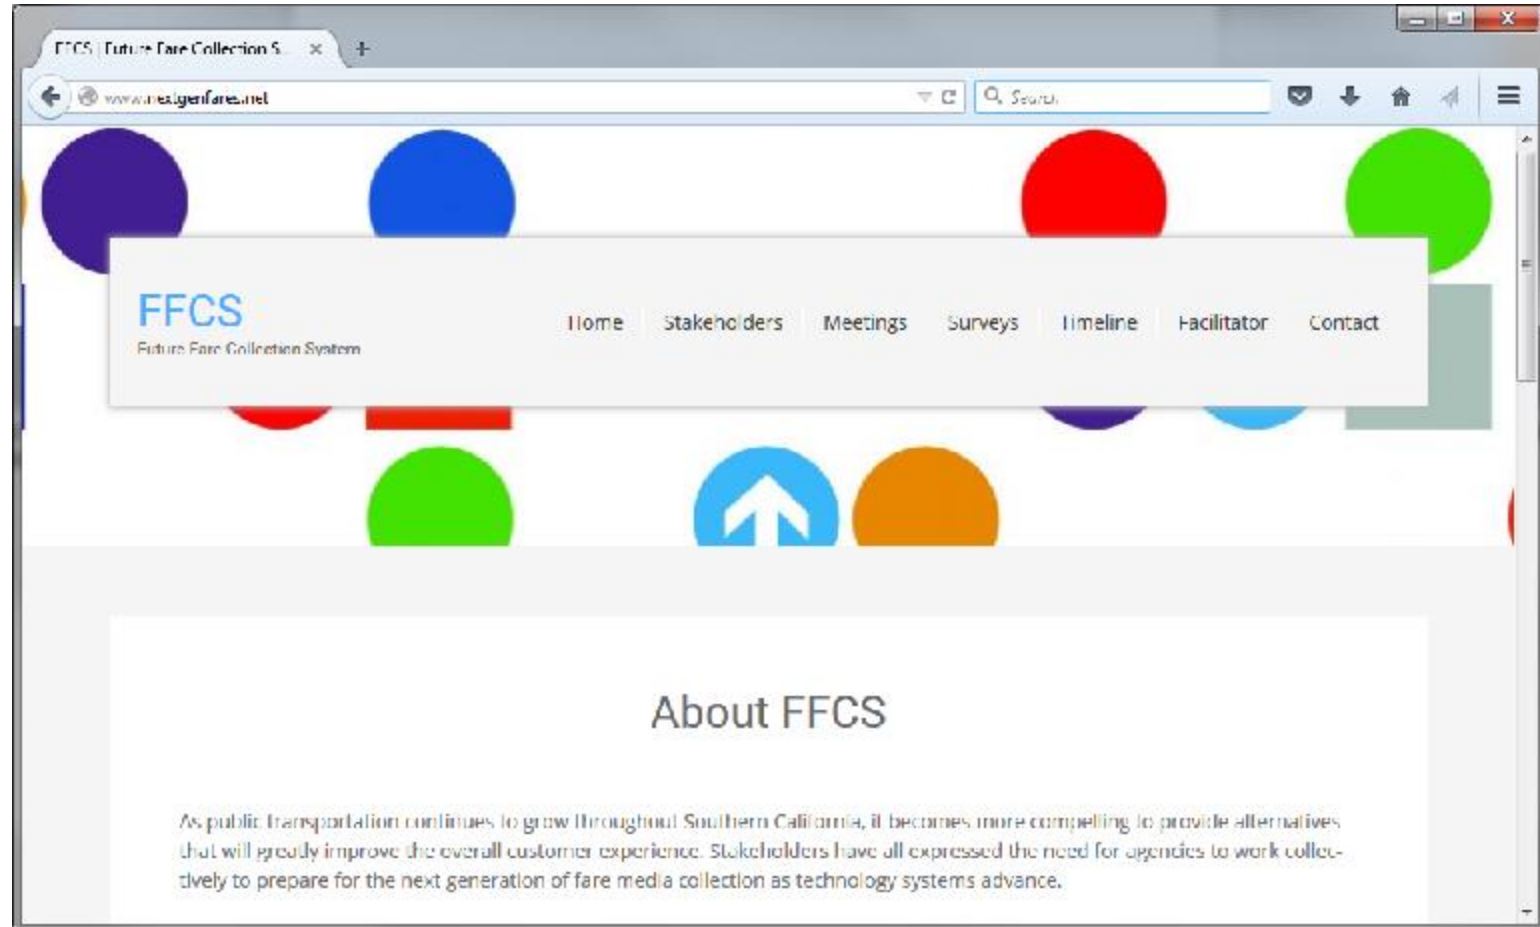 FFCS | Future Fare Collection S...
www.nextgenfares.net
Search
FFCS
Future Fare Collection System
Home Stakeholders Meetings Surveys Timeline Facilitator Contact
About FFCS
As public transportation continues to grow throughout Southern California, it becomes more compelling to provide alternatives
that will greatly improve the overall customer experience. Stakeholders have all expressed the need for agencies to work collec-
tively to prepare for the next generation of fare media collection as technology systems advance.